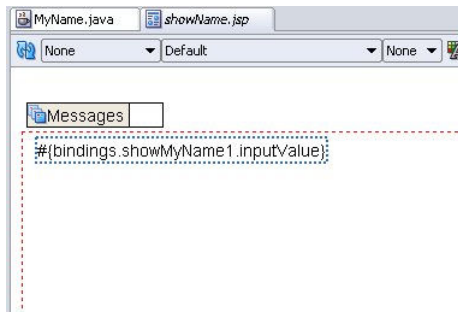 MyName.java showName.jsp
None Default None
Messages
#{bindings.showMyName1.inputValue}